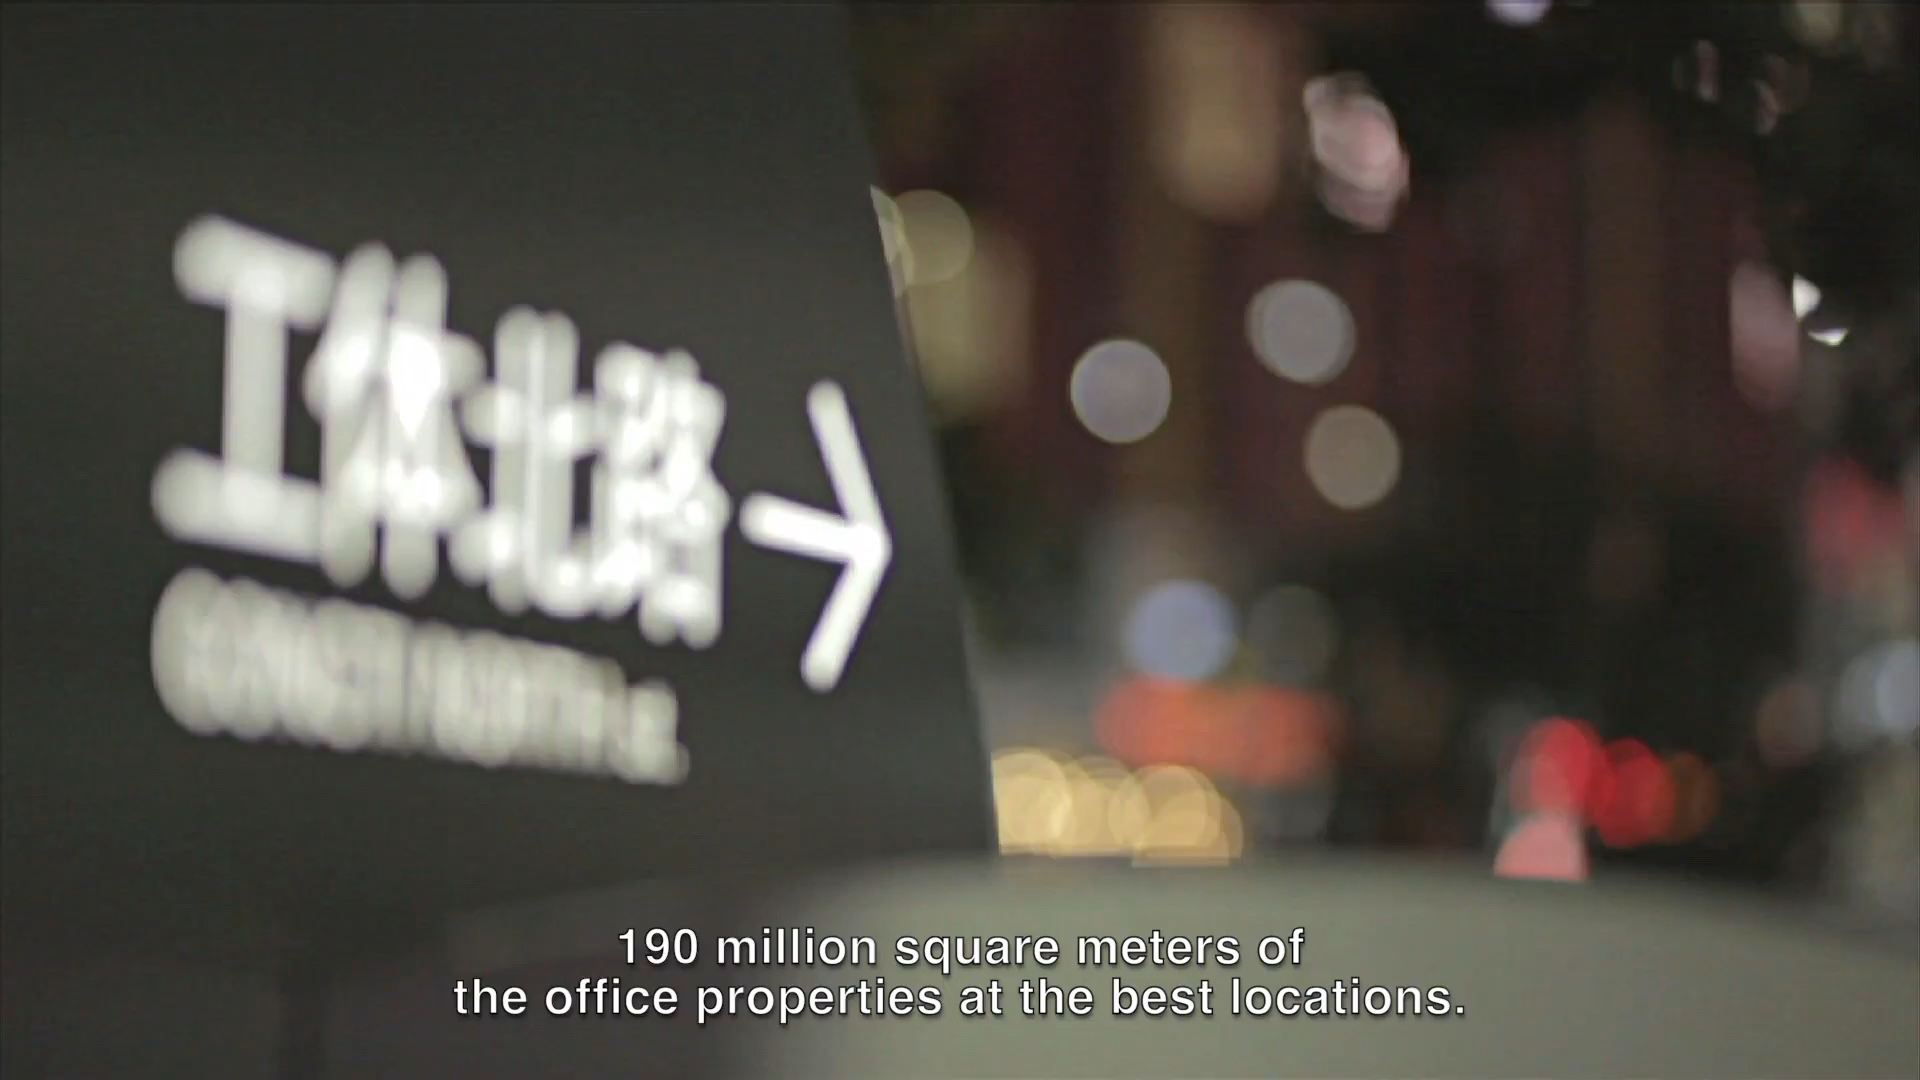 工体北路
190 million square meters of
the office properties at the best locations.